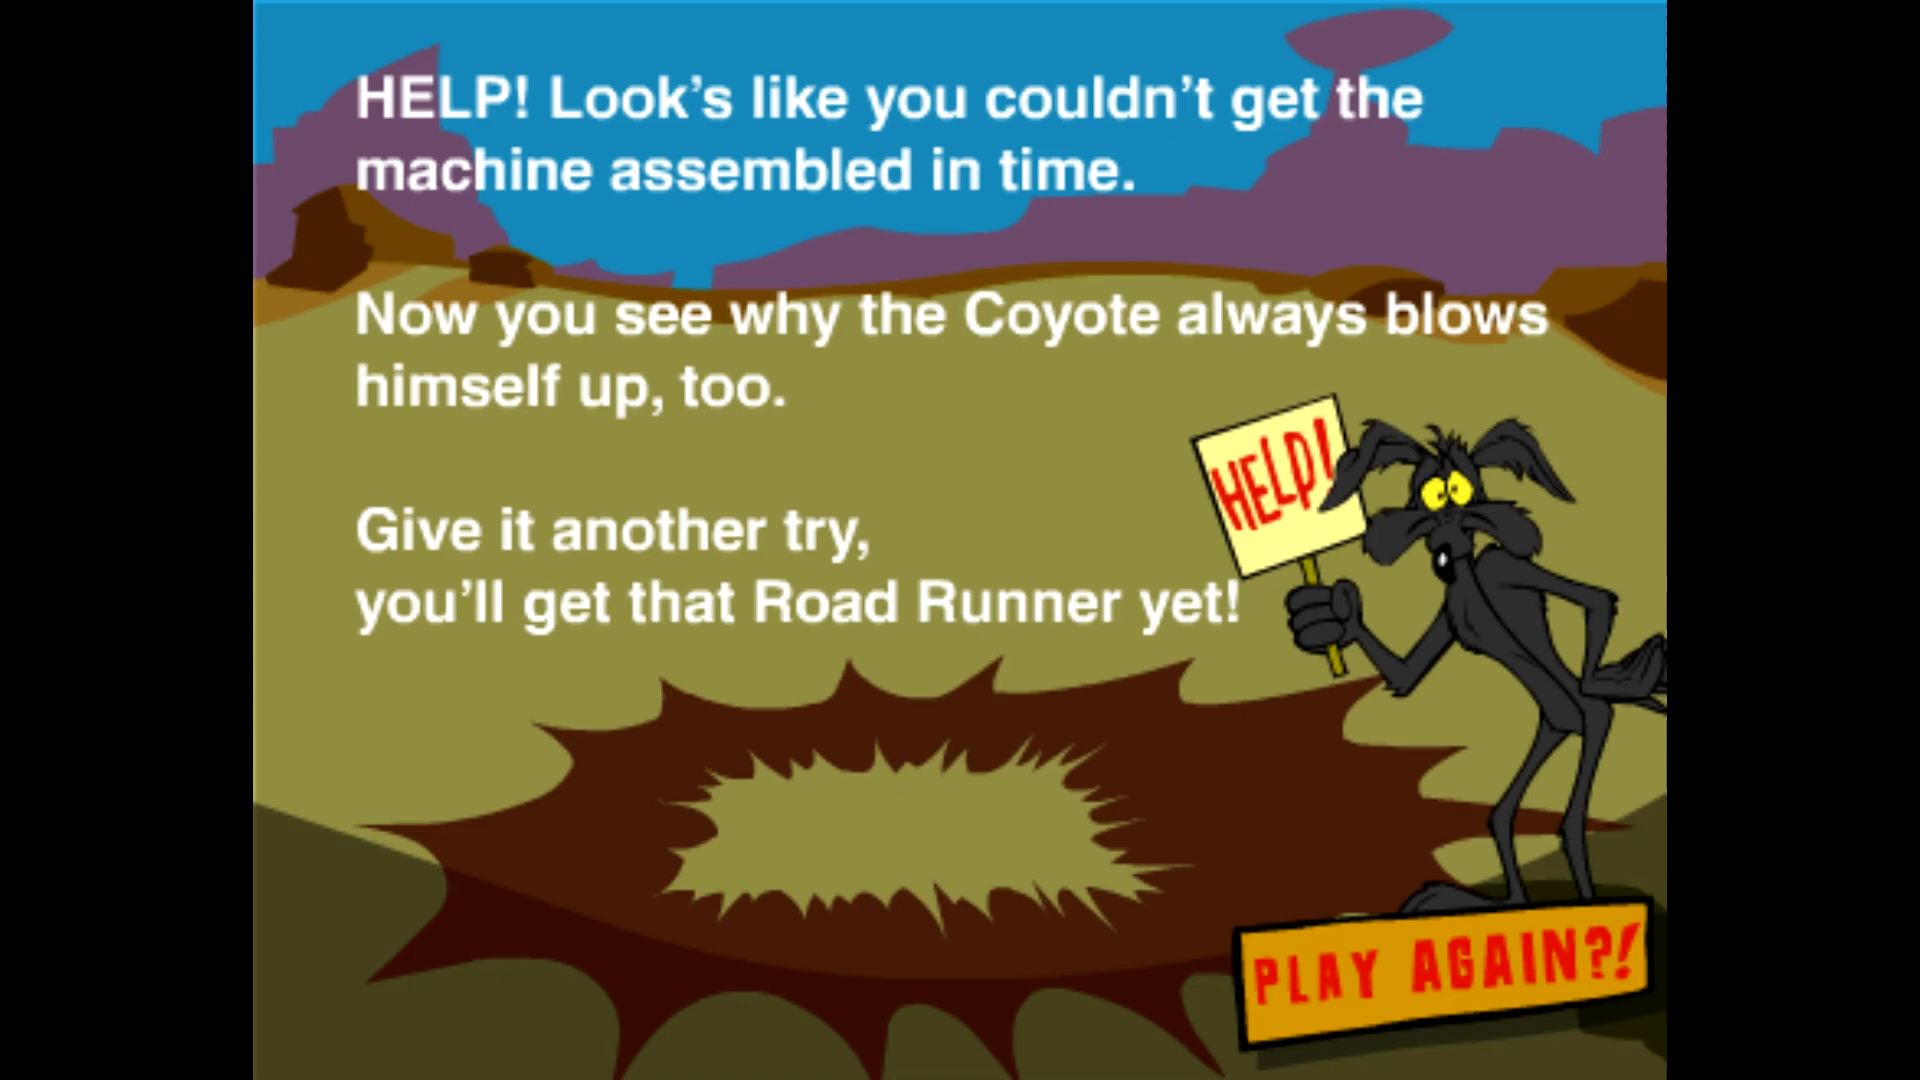 HELP! Look's like you couldn't get the
machine assembled in time.
Now you see why the Coyote always blows
himself up, too.
Give it another try,
you'll get that Road Runner yet!
HELP!
PLAY AGAIN?!